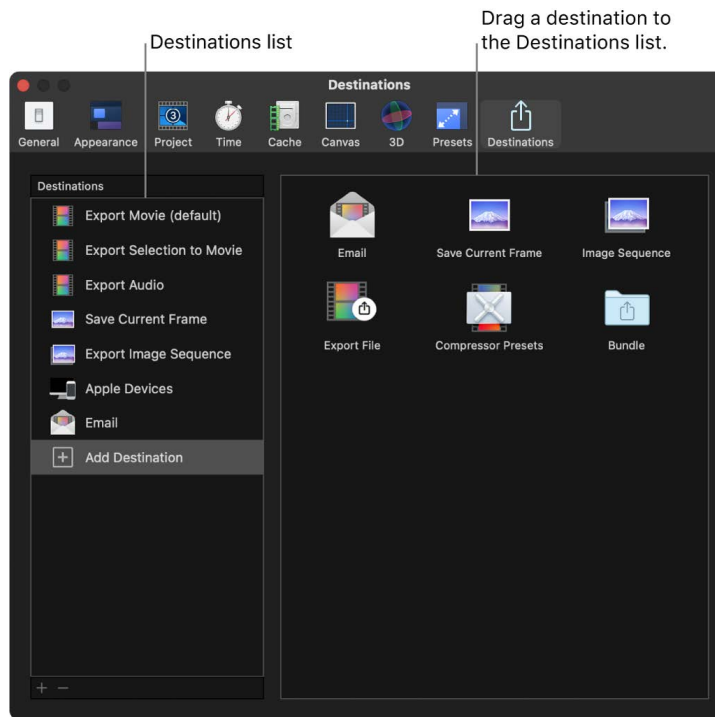 Destinations list
Drag a destination to
the Destinations list.
Destinations
General
Appearance
3
Project
Time
Cache
Canvas
3D
Presets
Destinations
Destinations
Export Movie (default)
Export Selection to Movie
Export Audio
Save Current Frame
Export Image Sequence
Apple Devices
Email
Add Destination
Email
Save Current Frame
Image Sequence
Export File
Compressor Presets
Bundle